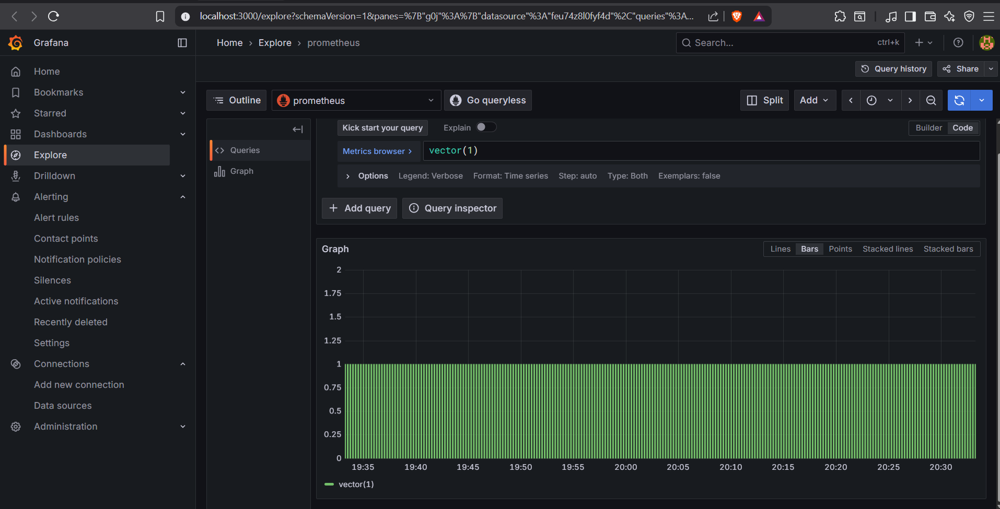 localhost:3000/explore?schemaVersion=1&panes=%7B"g0j"%3A%7B"datasource"%3A"feu74z8l0fyf4d"%2C"queries"%3A...
Grafana
Home › Explore › prometheus
Search... ctrl+k
Query history Share
Home
Bookmarks
Starred
Dashboards
Explore
Drilldown
Alerting
Alert rules
Contact points
Notification policies
Silences
Active notifications
Recently deleted
Settings
Connections
Add new connection
Data sources
Administration
Outline prometheus Go queryless Split Add
Queries
Graph
Kick start your query Explain Builder Code
Metrics browser › vector(1)
Options Legend: Verbose Format: Time series Step: auto Type: Both Exemplars: false
+ Add query Query inspector
Graph Lines Bars Points Stacked lines Stacked bars
2
1.75
1.5
1.25
1
0.75
0.5
0.25
0
19:35 19:40 19:45 19:50 19:55 20:00 20:05 20:10 20:15 20:20 20:25 20:30
vector(1)